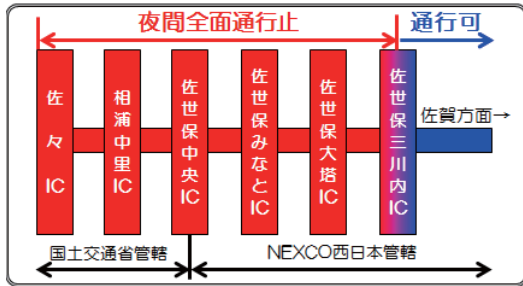 夜間全面通行止
通行可
佐々IC
相浦中里IC
佐世保中央IC
佐世保みなとIC
佐世保大塔IC
佐世保三川内IC
佐賀方面→
国土交通省管轄
NEXCO西日本管轄